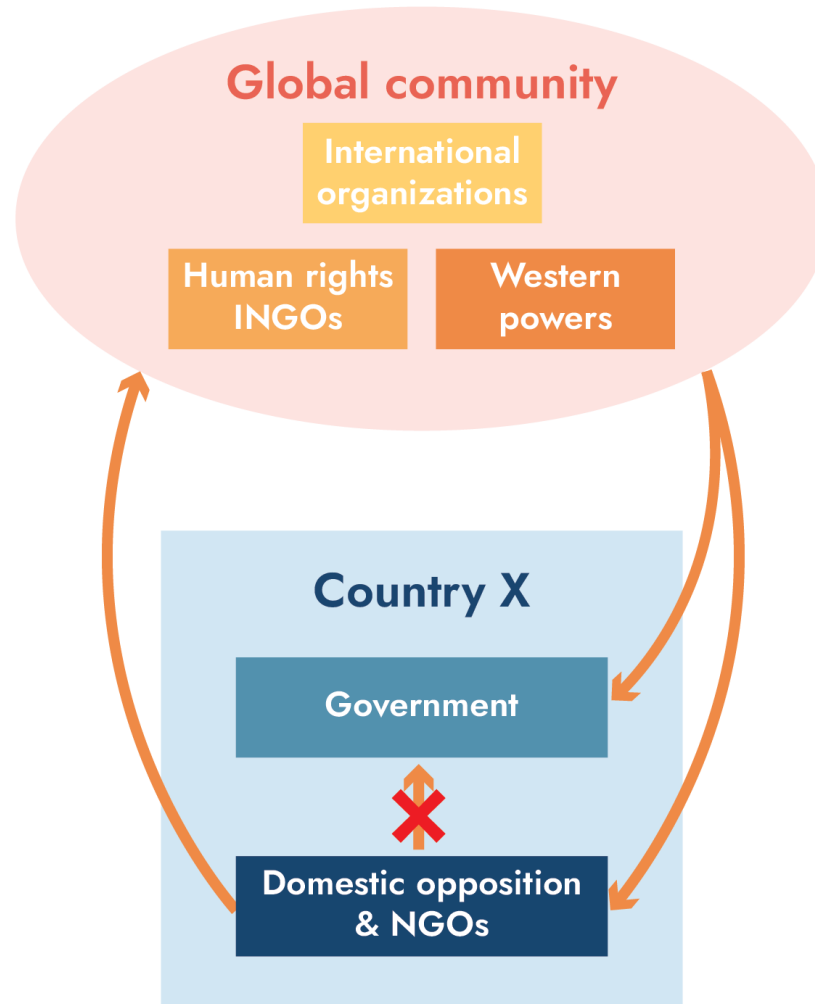 Global community
International
organizations
Human rights
INGOs
Western
powers
Country X
Government
Domestic opposition
& NGOs